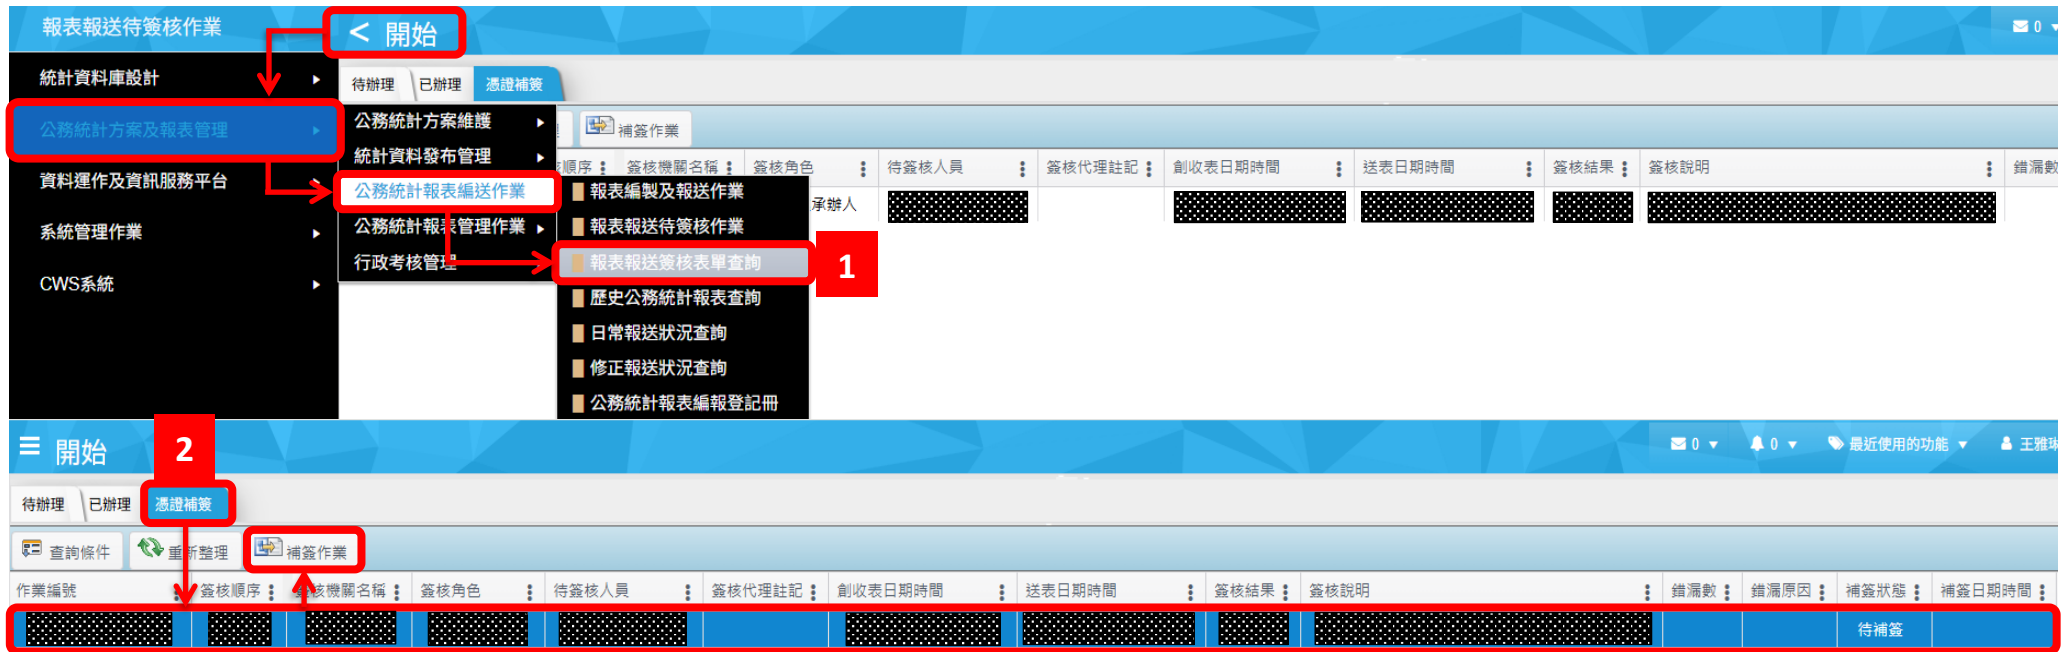 報表報送待簽核作業
< 開始
0
統計資料庫設計
公務統計方案及報表管理
資料運作及資訊服務平台
系統管理作業
CWS系統
待辦理 已辦理 憑證補簽
補簽作業
公務統計方案維護
統計資料發布管理
公務統計報表編送作業
公務統計報表管理作業
行政考核管理
順序 簽核機關名稱 簽核角色 待簽核人員 簽核代理註記 創收表日期時間 送表日期時間 簽核結果 簽核說明 錯漏數
承辦人
報表編製及報送作業
報表報送待簽核作業
報表報送簽核表單查詢
歷史公務統計報表查詢
日常報送狀況查詢
修正報送狀況查詢
公務統計報表編報登記冊
1
開始
2
0 0 最近使用的功能 王雅
待辦理 已辦理 憑證補簽
查詢條件 重新整理 補簽作業
作業編號 簽核順序 簽核機關名稱 簽核角色 待簽核人員 簽核代理註記 創收表日期時間 送表日期時間 簽核結果 簽核說明 錯漏數 錯漏原因 補簽狀態 補簽日期時間
待補簽